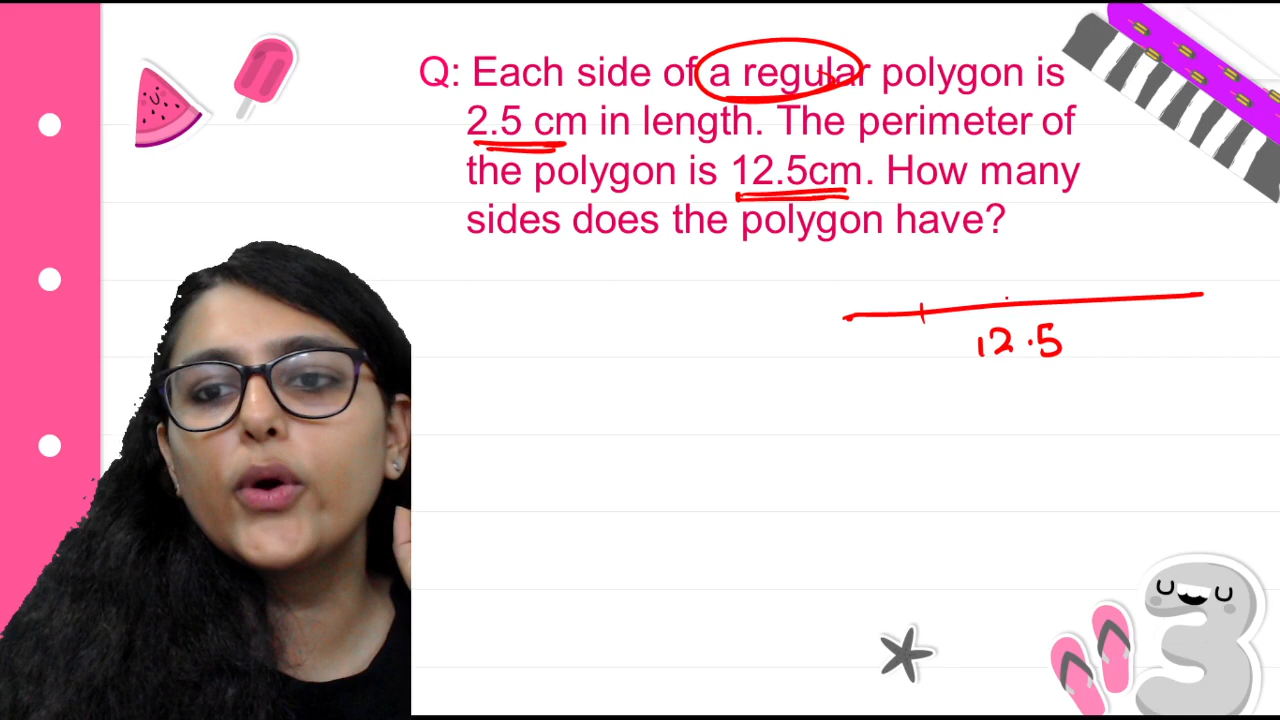 Q: Each side of a regular polygon is
2.5 cm in length. The perimeter of
the polygon is 12.5cm. How many
sides does the polygon have?
12.5
3